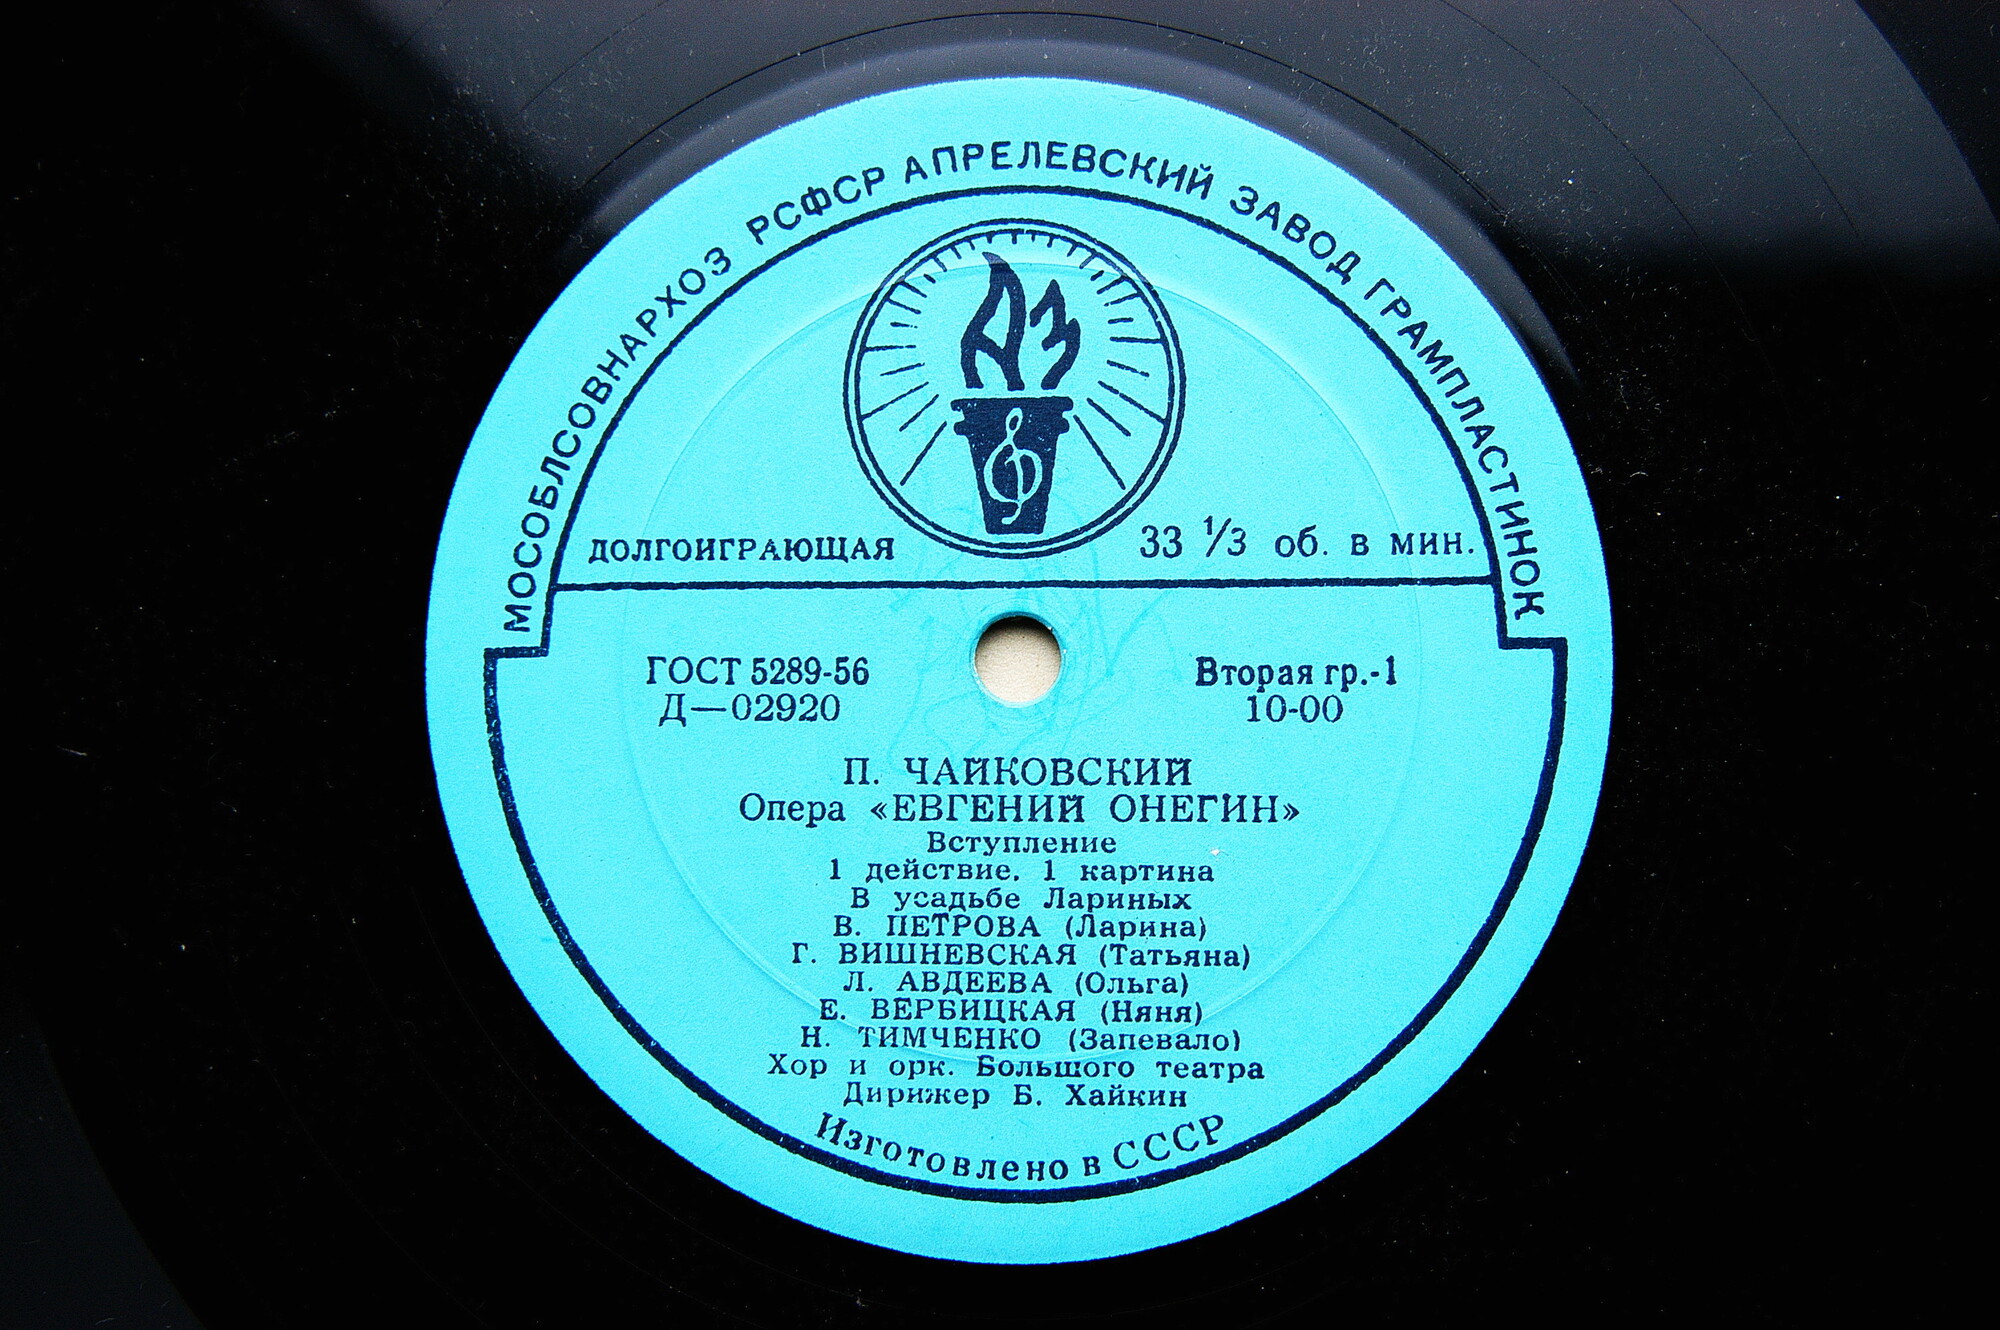 МОСОБЛСОВНАРХОЗ РСФСР АПРЕЛЕВСКИЙ ЗАВОД ГРАМПЛАСТИНОК
АЗ
ДОЛГОИГРАЮЩАЯ
33 1/3 об. в мин.
ГОСТ 5289-56
Вторая гр.-1
Д—02920
10-00
П. ЧАЙКОВСКИЙ
Опера «ЕВГЕНИЙ ОНЕГИН»
Вступление
1 действие. 1 картина
В усадьбе Лариных
В. ПЕТРОВА (Ларина)
Г. ВИШНЕВСКАЯ (Татьяна)
Л. АВДЕЕВА (Ольга)
Е. ВЕРБИЦКАЯ (Няня)
Н. ТИМЧЕНКО (Запевало)
Хор и орк. Большого театра
Дирижер Б. Хайкин
Изготовлено в СССР